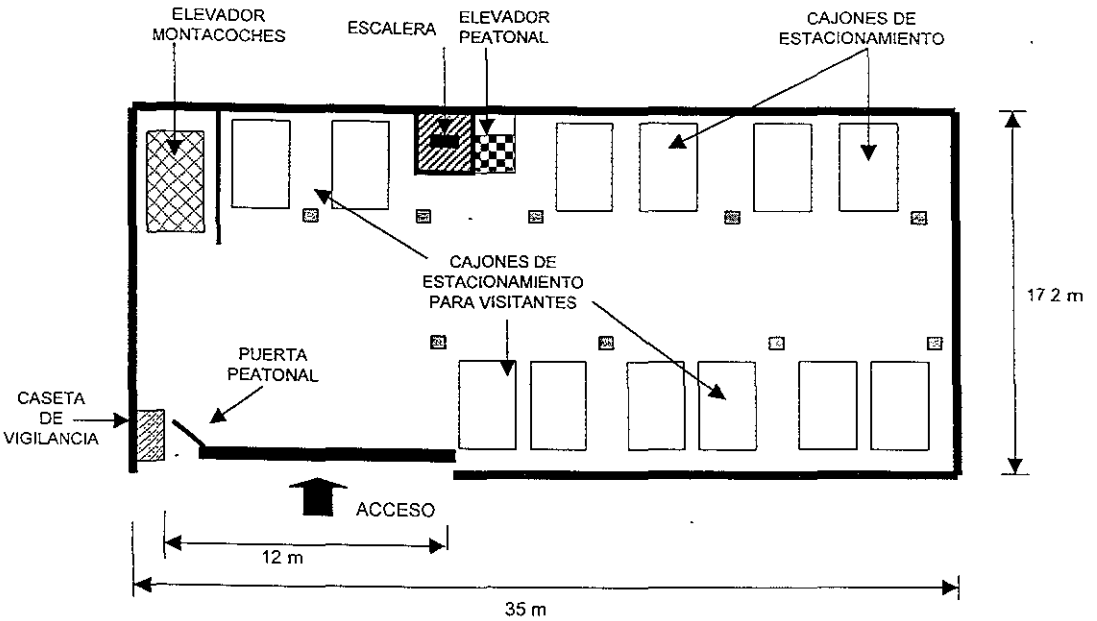 ELEVADOR
MONTACOCHES
ESCALERA
ELEVADOR
PEATONAL
CAJONES DE
ESTACIONAMIENTO
CAJONES DE
ESTACIONAMIENTO
PARA VISITANTES
17 2 m
PUERTA
PEATONAL
CASETA
DE
VIGILANCIA
ACCESO
12 m
35 m